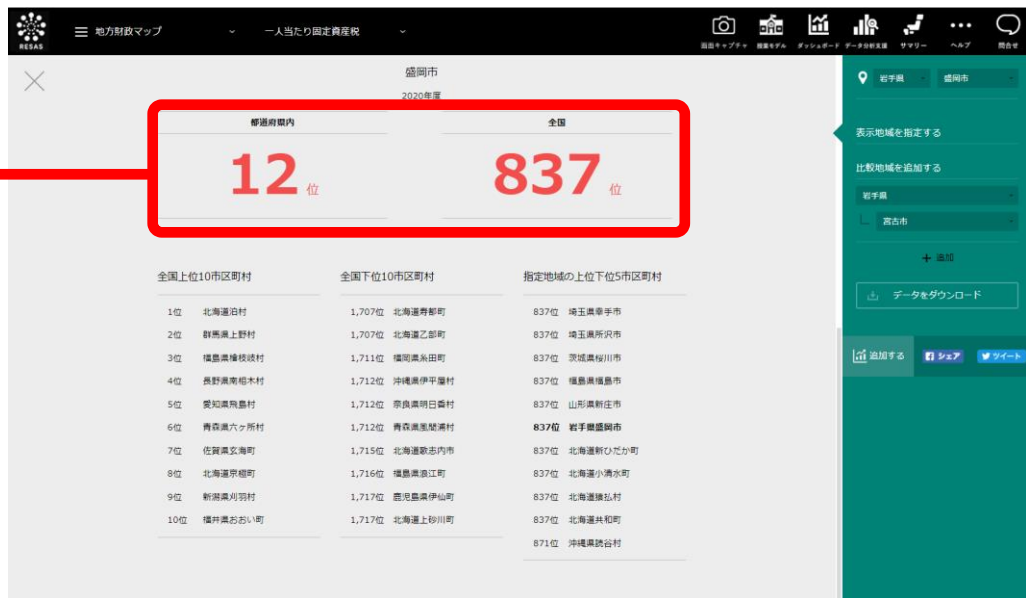 RESAS
地方財政マップ
一人当たり固定資産税
画面キャプチャ
授業モデル
ダッシュボード
データ分析支援
サマリー
ヘルプ
問合せ
盛岡市
2020年度
都道府県内
12 位
全国
837 位
全国上位10市区町村
1位 北海道泊村
2位 群馬県上野村
3位 福島県檜枝岐村
4位 長野県南相木村
5位 愛知県飛島村
6位 青森県六ヶ所村
7位 佐賀県玄海町
8位 北海道京極町
9位 新潟県刈羽村
10位 福井県おおい町
全国下位10市区町村
1,707位 北海道寿都町
1,707位 北海道乙部町
1,711位 福岡県糸田町
1,712位 沖縄県伊平屋村
1,712位 奈良県明日香村
1,712位 青森県風間浦村
1,715位 北海道歌志内市
1,716位 福島県浪江町
1,717位 鹿児島県伊仙町
1,717位 北海道上砂川町
指定地域の上位下位5市区町村
837位 埼玉県幸手市
837位 埼玉県所沢市
837位 茨城県桜川市
837位 福島県福島市
837位 山形県新庄市
837位 岩手県盛岡市
837位 北海道新ひだか町
837位 北海道小清水町
837位 北海道猿払村
837位 北海道共和町
871位 沖縄県読谷村
岩手県 盛岡市
表示地域を指定する
比較地域を追加する
岩手県
宮古市
+ 追加
データをダウンロード
追加する
シェア
ツイート